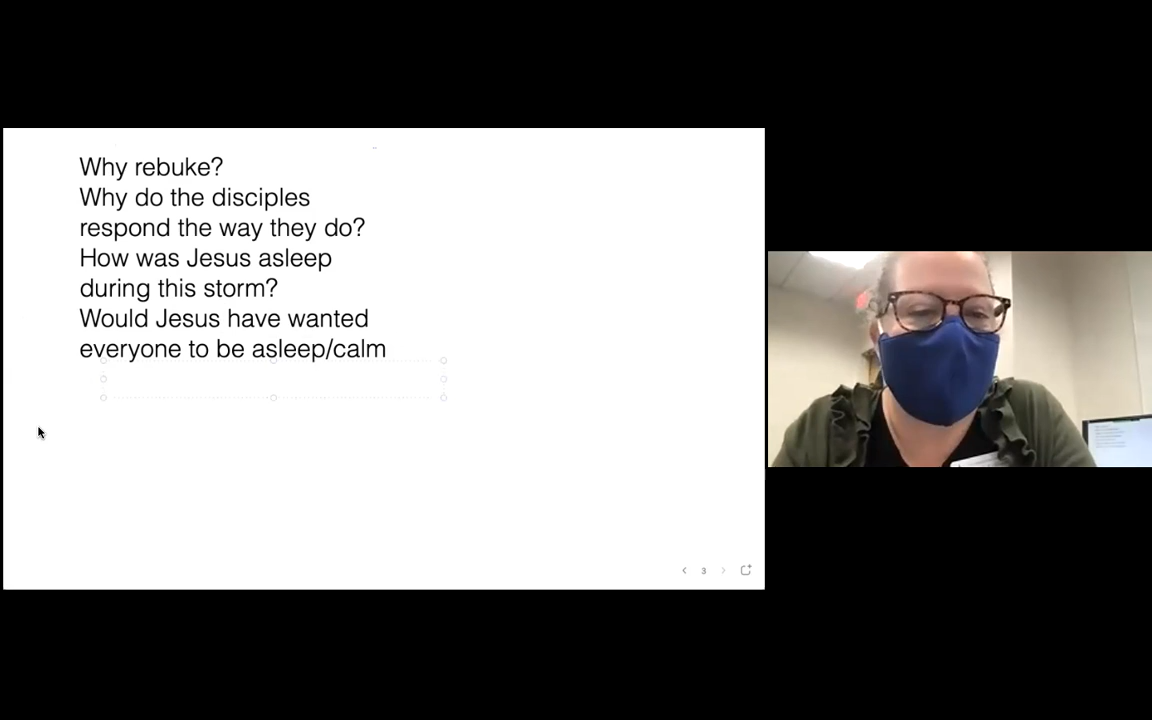 Why rebuke?
Why do the disciples
respond the way they do?
How was Jesus asleep
during this storm?
Would Jesus have wanted
everyone to be asleep/calm
3